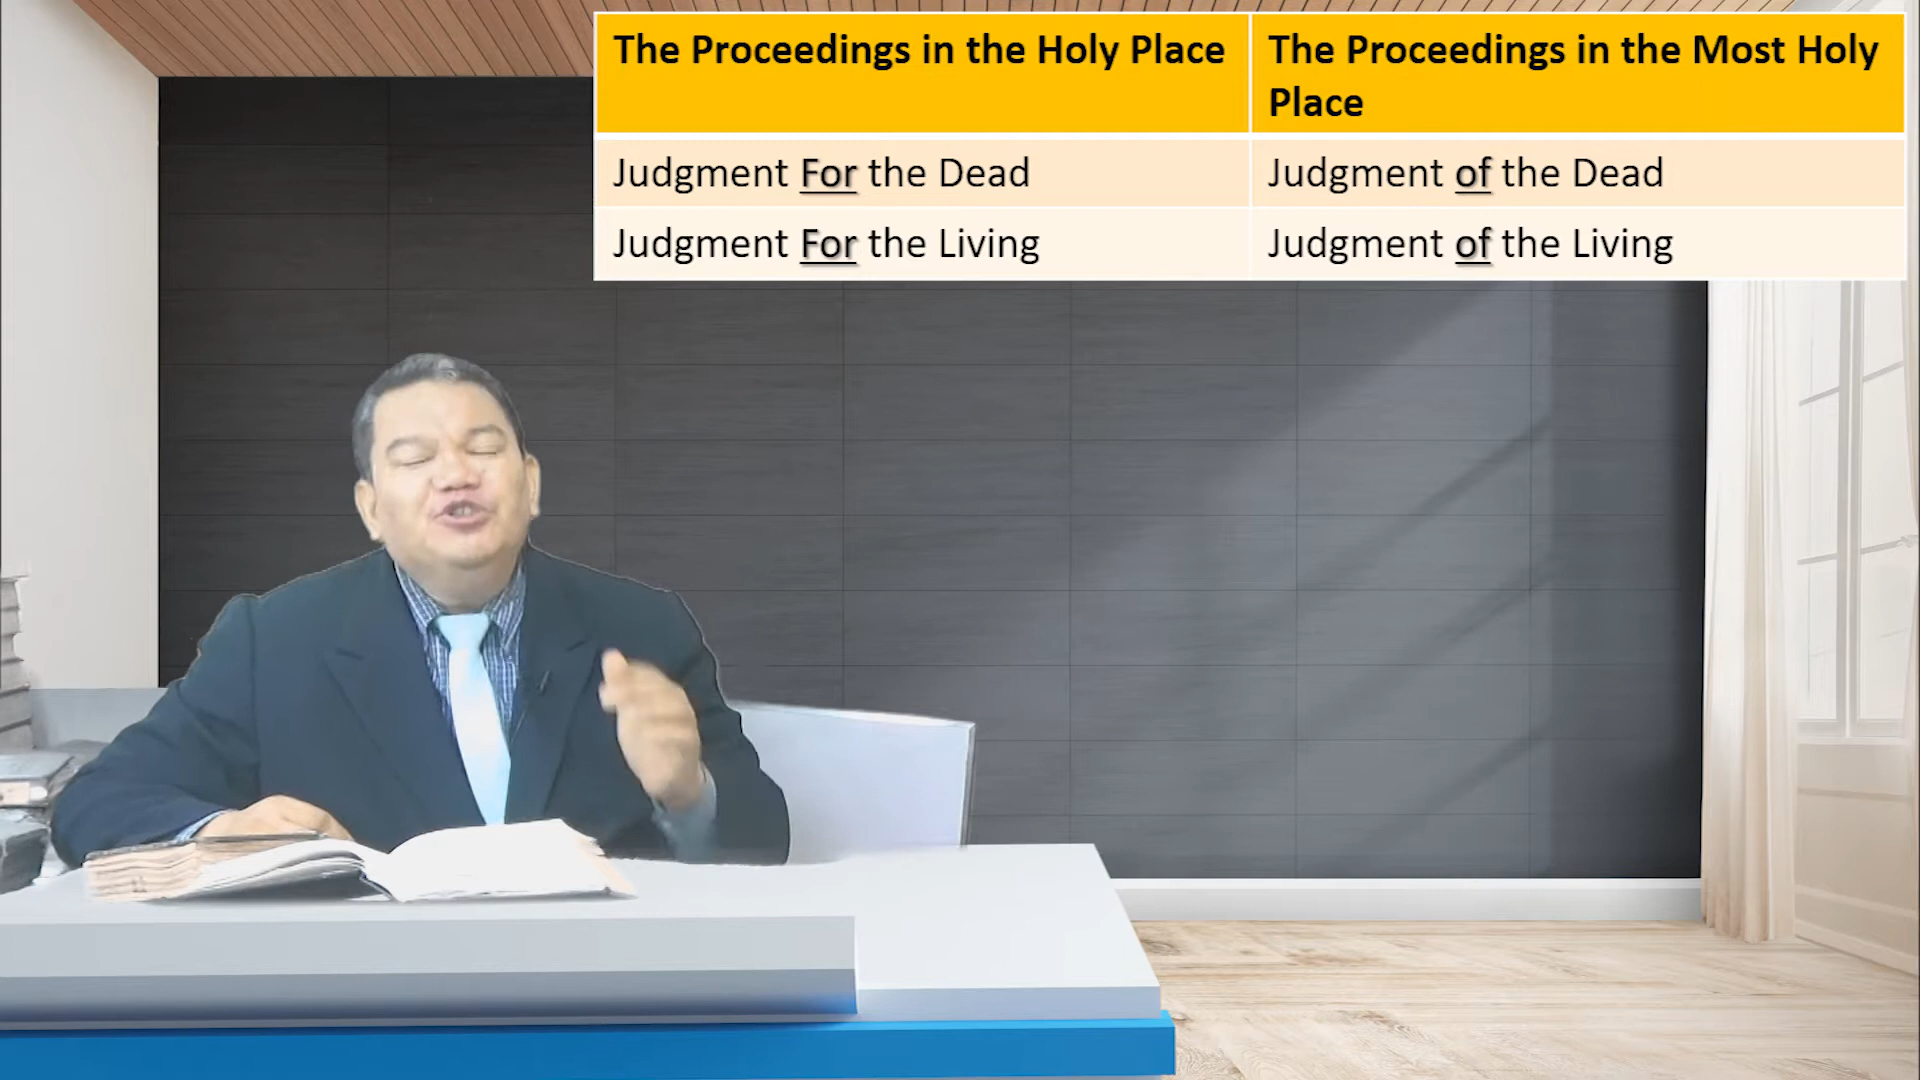 The Proceedings in the Holy Place
The Proceedings in the Most Holy
Place
Judgment For the Dead
Judgment of the Dead
Judgment For the Living
Judgment of the Living